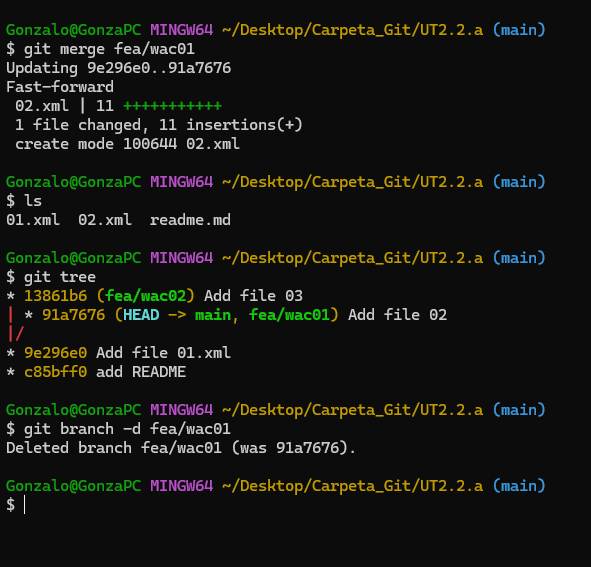 Gonzalo@GonzaPC MINGW64 ~/Desktop/Carpeta_Git/UT2.2.a (main)
$ git merge fea/wac01
Updating 9e296e0..91a7676
Fast-forward
 02.xml | 11 +++++++++++
 1 file changed, 11 insertions(+)
 create mode 100644 02.xml

Gonzalo@GonzaPC MINGW64 ~/Desktop/Carpeta_Git/UT2.2.a (main)
$ ls
01.xml  02.xml  readme.md

Gonzalo@GonzaPC MINGW64 ~/Desktop/Carpeta_Git/UT2.2.a (main)
$ git tree
* 13861b6 (fea/wac02) Add file 03
| * 91a7676 (HEAD -> main, fea/wac01) Add file 02
|/
* 9e296e0 Add file 01.xml
* c85bff0 add README

Gonzalo@GonzaPC MINGW64 ~/Desktop/Carpeta_Git/UT2.2.a (main)
$ git branch -d fea/wac01
Deleted branch fea/wac01 (was 91a7676).

Gonzalo@GonzaPC MINGW64 ~/Desktop/Carpeta_Git/UT2.2.a (main)
$